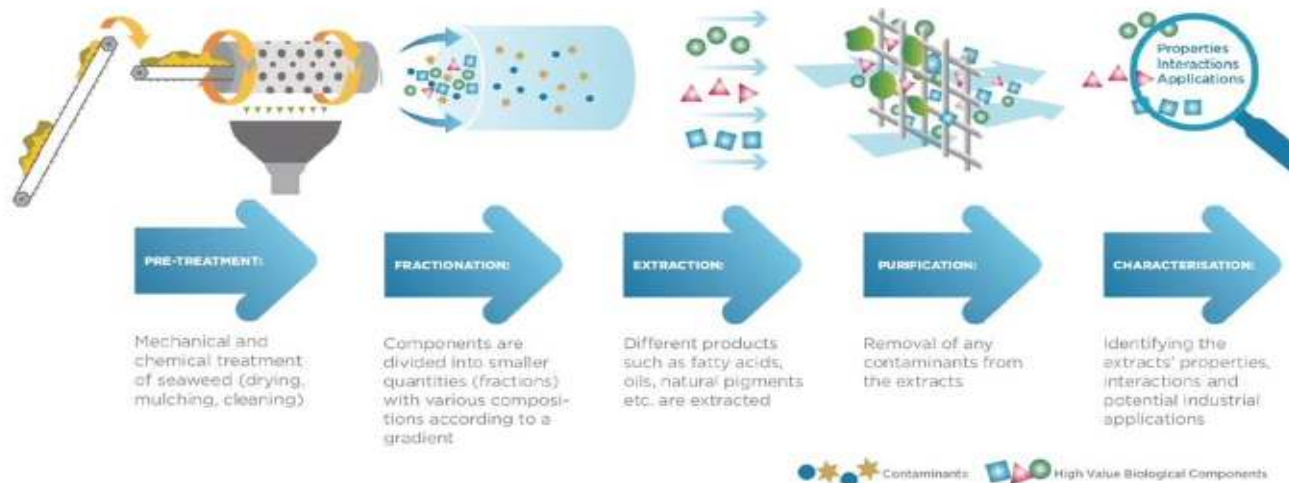 Properties
Interactions
Applications
PRE-TREATMENT:
Mechanical and
chemical treatment
of seaweed (drying,
mulching, cleaning)
FRACTIONATION:
Components are
divided into smaller
quantities (fractions)
with various composi-
tions according to a
gradient
EXTRACTION:
Different products
such as fatty acids,
oils, natural pigments
etc. are extracted
PURIFICATION:
Removal of any
contaminants from
the extracts
CHARACTERISATION:
Identifying the
extracts' properties,
interactions and
potential industrial
applications
Contaminants
High Value Biological Components